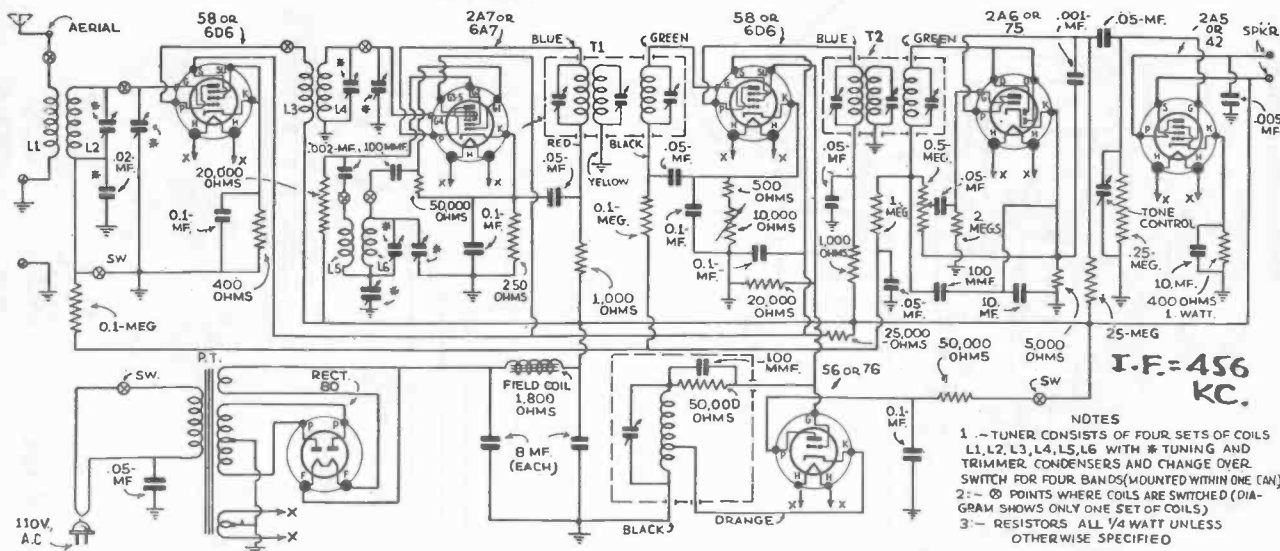 AERIAL
58 OR
6D6
2A7 OR
6A7
BLUE
T1
GREEN
58 OR
6D6
BLUE
T2
GREEN
2A6 OR
75
.001-
MF.
.05-MF.
2A5
OR
42
SPKR.
.005
MF.
L1
L2
L3
L4
.02-
MF.
20,000
OHMS
0.1-
MF.
400
OHMS
SW
0.1-MEG
.002-MF.
100 MMF.
50,000
OHMS
0.1-
MF.
L5
L6
250
OHMS
RED
.05-
MF.
YELLOW
BLACK
.05-
MF.
0.1-
MEG.
1,000
OHMS
500
OHMS
10,000
OHMS
0.1-
MF.
0.1-
MF.
20,000
OHMS
.05-
MF.
1
MEG
1,000
OHMS
0.5-
MEG.
.05-
MF.
2
MEGS
100
MMF.
.05-
MF.
10.
MF.
5,000
OHMS
25,000
OHMS
TONE
CONTROL
.25-
MEG.
10.MF.
400 OHMS
1. WATT.
25-MEG
I.F.=456
KC.
P.T.
SW.
RECT.
80
.05-
MF
110V.
A.C
FIELD COIL
1,800
OHMS
8 MF.
(EACH)
100
MMF.
50,000
OHMS
BLACK
ORANGE
56 OR 76
0.1-
MF.
50,000
OHMS
SW
P
G
S
SU
K
H
H
X
X
NOTES
1.- TUNER CONSISTS OF FOUR SETS OF COILS
L1, L2, L3, L4, L5, L6 WITH * TUNING AND
TRIMMER CONDENSERS AND CHANGE OVER
SWITCH FOR FOUR BANDS (MOUNTED WITHIN ONE CAN)
2:- ⊗ POINTS WHERE COILS ARE SWITCHED (DIA-
GRAM SHOWS ONLY ONE SET OF COILS)
3:- RESISTORS ALL 1/4 WATT UNLESS
OTHERWISE SPECIFIED